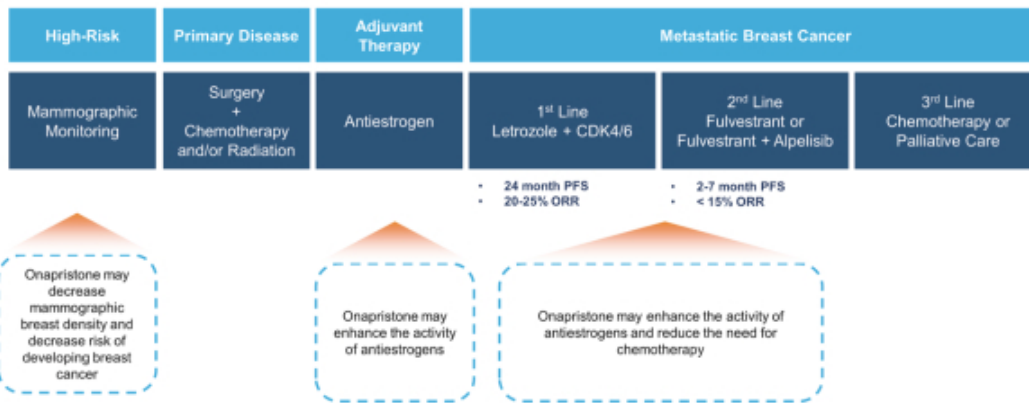 High-Risk
Primary Disease
Adjuvant
Therapy
Metastatic Breast Cancer
Mammographic
Monitoring
Surgery
+
Chemotherapy
and/or Radiation
Antiestrogen
1st Line
Letrozole + CDK4/6
2nd Line
Fulvestrant or
Fulvestrant + Alpelisib
3rd Line
Chemotherapy or
Palliative Care
• 24 month PFS
• 20-25% ORR
• 2-7 month PFS
• < 15% ORR
Onapristone may
decrease
mammographic
breast density and
decrease risk of
developing breast
cancer
Onapristone may
enhance the activity
of antiestrogens
Onapristone may enhance the activity of
antiestrogens and reduce the need for
chemotherapy